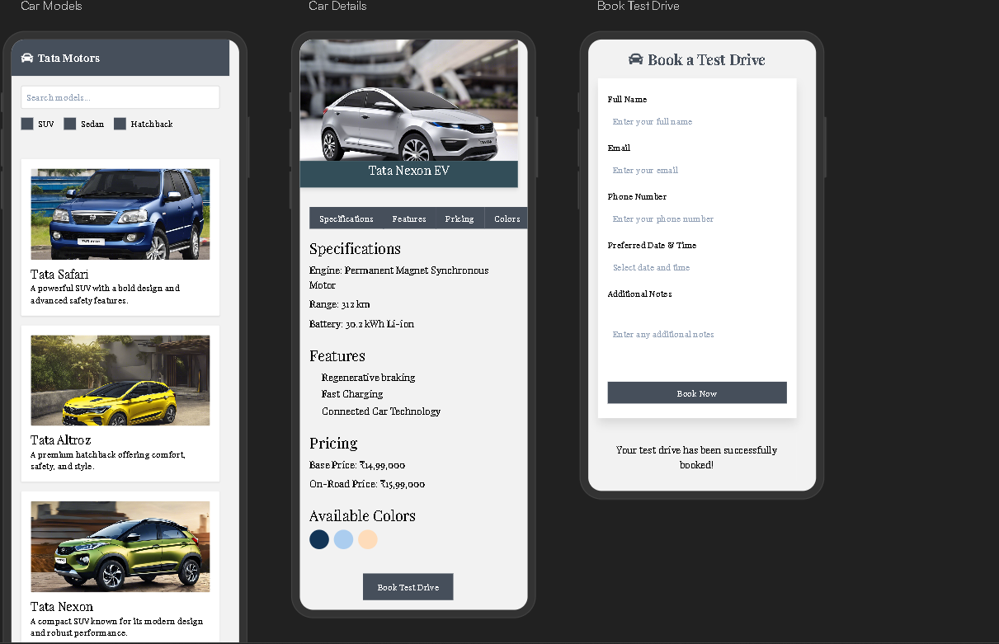 Car Models
Tata Motors
Search models...
SUV
Sedan
Hatchback
Tata Safari
A powerful SUV with a bold design and
advanced safety features.
Tata Altroz
A premium hatchback offering comfort,
safety, and style.
Tata Nexon
A compact SUV known for its modern design
and robust performance.
Car Details
Tata Nexon EV
Specifications
Features
Pricing
Colors
Specifications
Engine: Permanent Magnet Synchronous
Motor
Range: 312 km
Battery: 30.2 kWh Li-ion
Features
Regenerative braking
Fast Charging
Connected Car Technology
Pricing
Base Price: ₹14,99,000
On-Road Price: ₹15,99,000
Available Colors
Book Test Drive
Book Test Drive
Book a Test Drive
Full Name
Enter your full name
Email
Enter your email
Phone Number
Enter your phone number
Preferred Date & Time
Select date and time
Additional Notes
Enter any additional notes
Book Now
Your test drive has been successfully
booked!